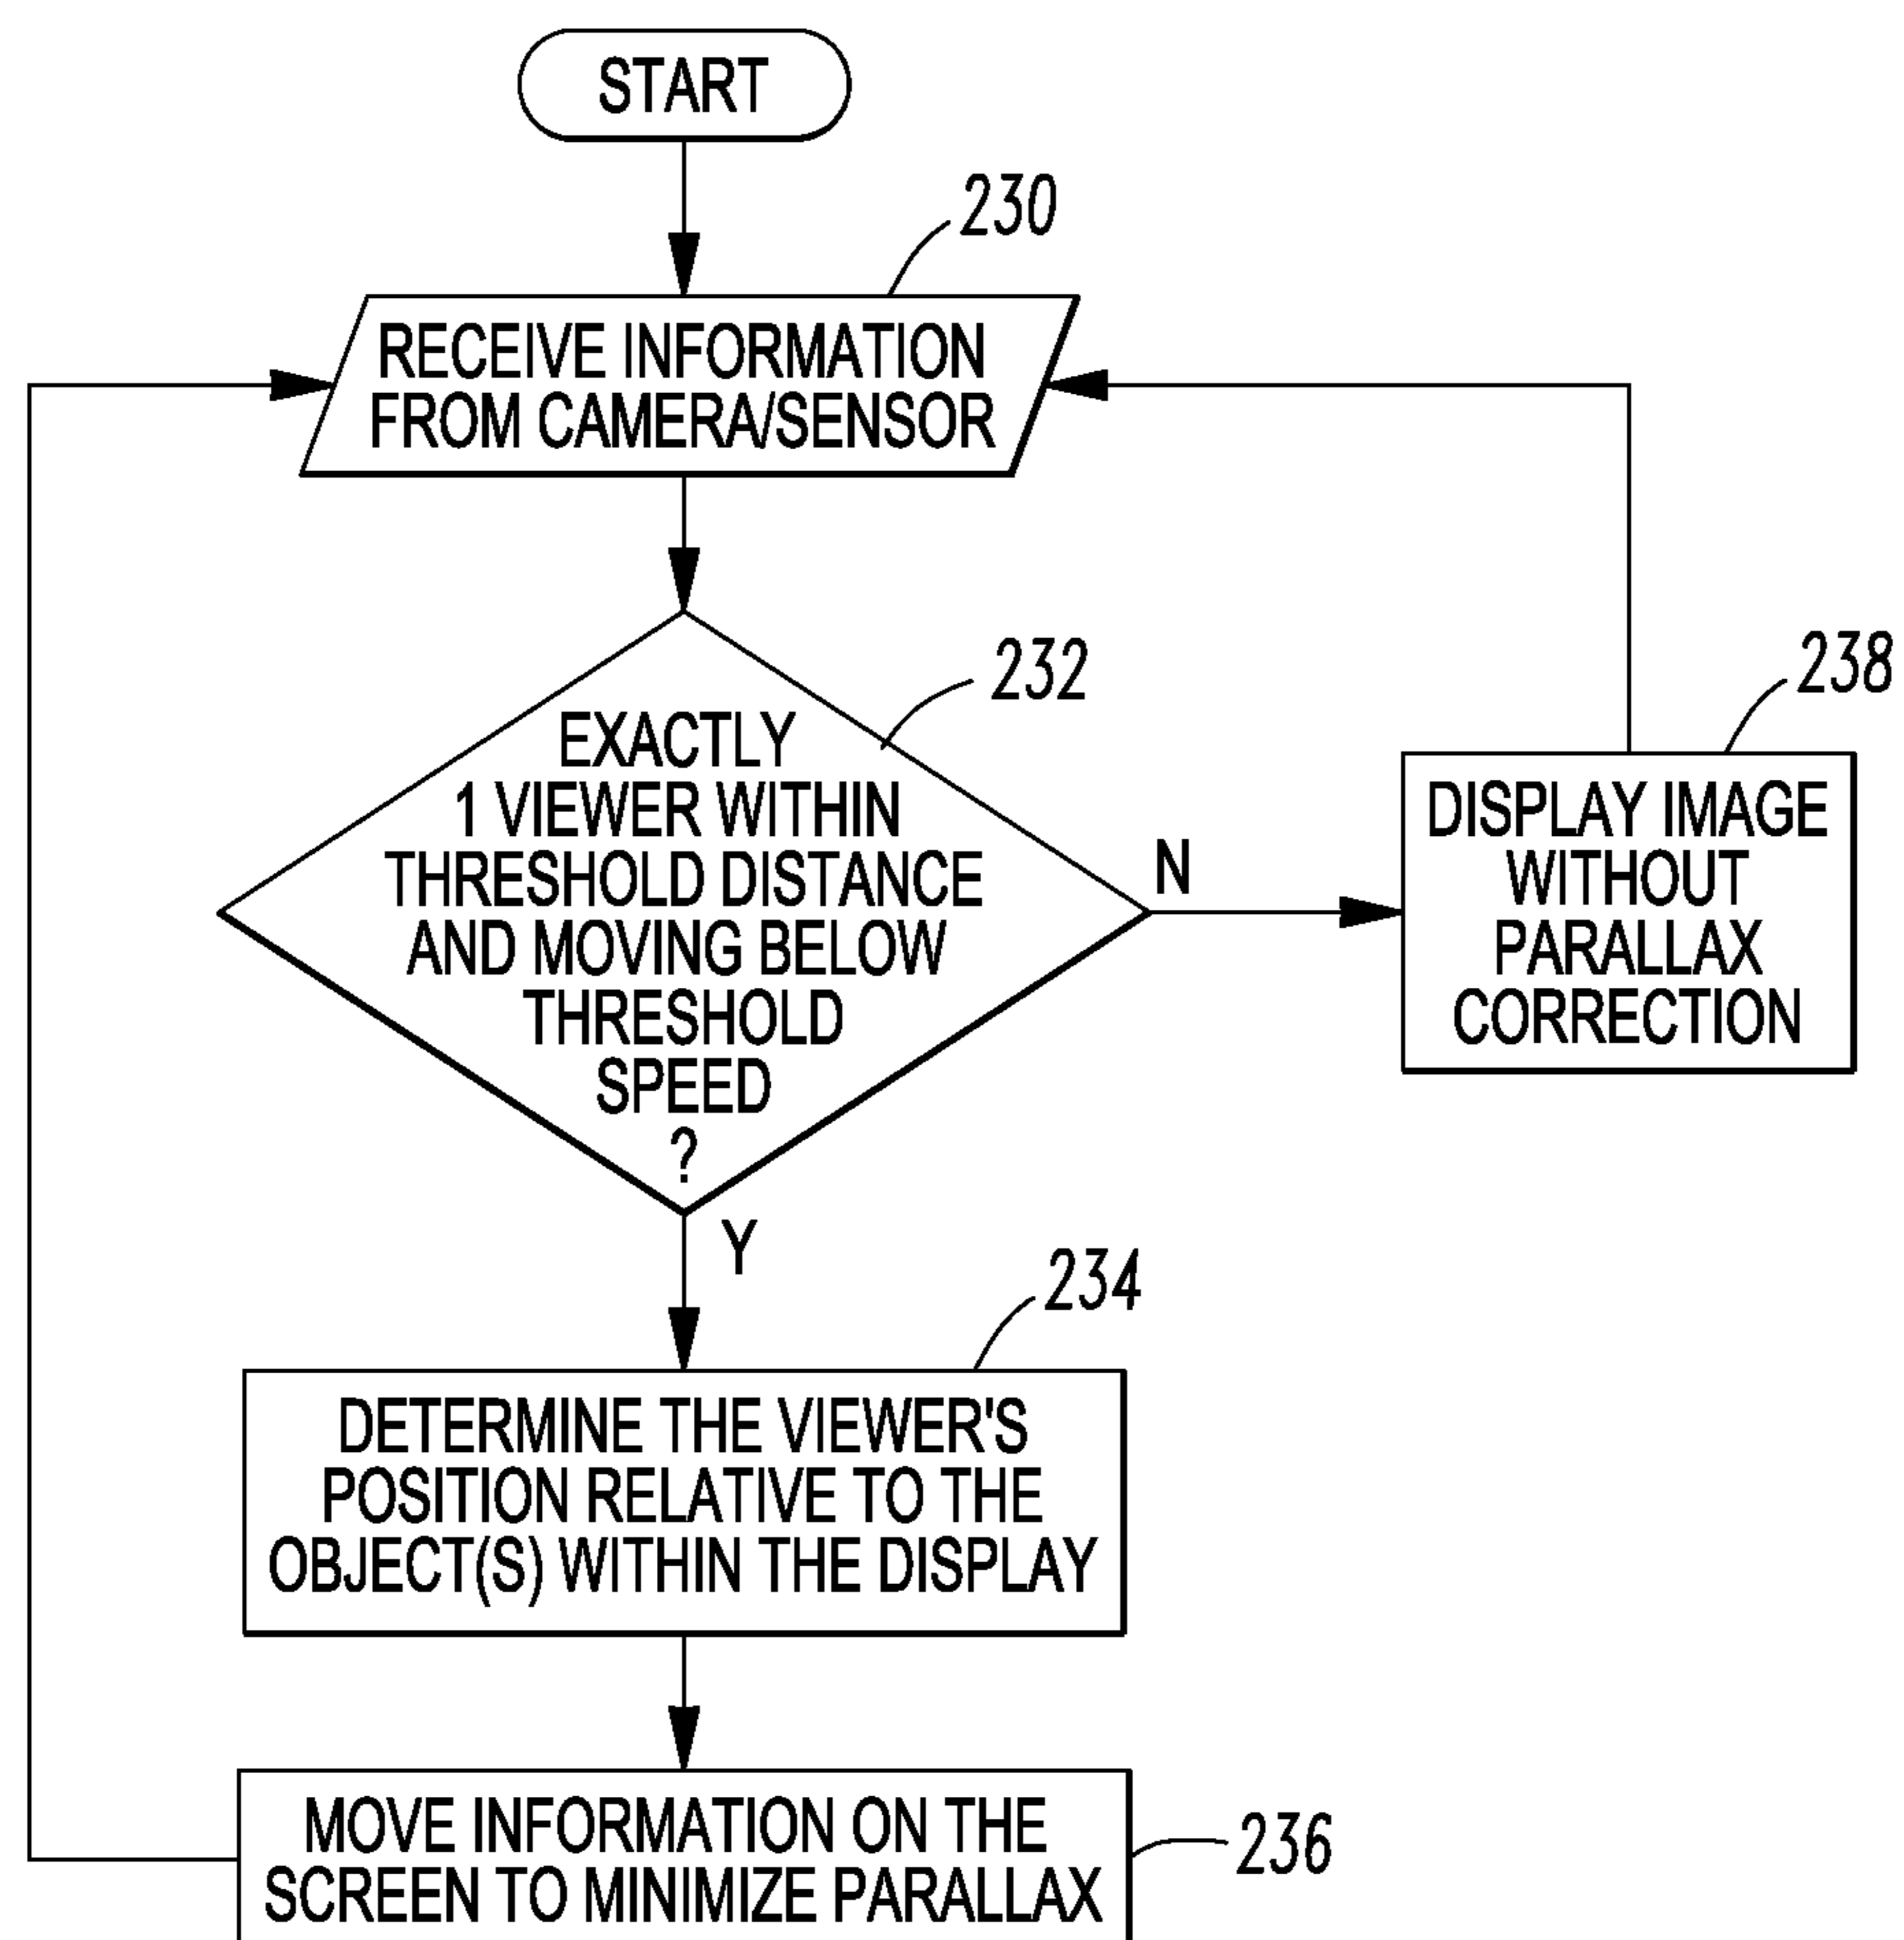 START
230
RECEIVE INFORMATION
FROM CAMERA/SENSOR
232
EXACTLY
1 VIEWER WITHIN
THRESHOLD DISTANCE
AND MOVING BELOW
THRESHOLD
SPEED
?
N
238
DISPLAY IMAGE
WITHOUT
PARALLAX
CORRECTION
Y
234
DETERMINE THE VIEWER'S
POSITION RELATIVE TO THE
OBJECT(S) WITHIN THE DISPLAY
MOVE INFORMATION ON THE
SCREEN TO MINIMIZE PARALLAX
236